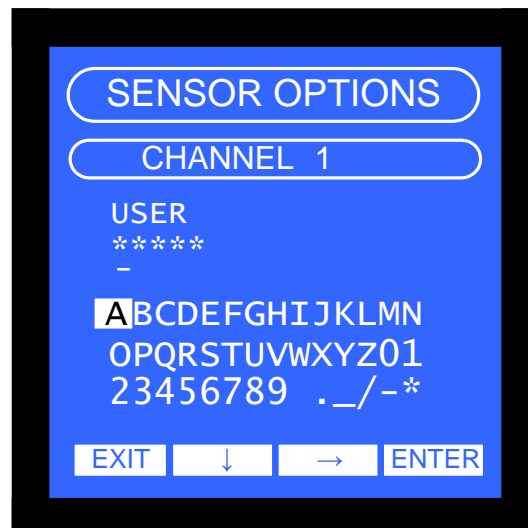 SENSOR OPTIONS
CHANNEL 1
USER
*****
–
ABCDEFGHIJKLMN
OPQRSTUVWXYZ01
23456789 ._/-*
EXIT ↓ → ENTER